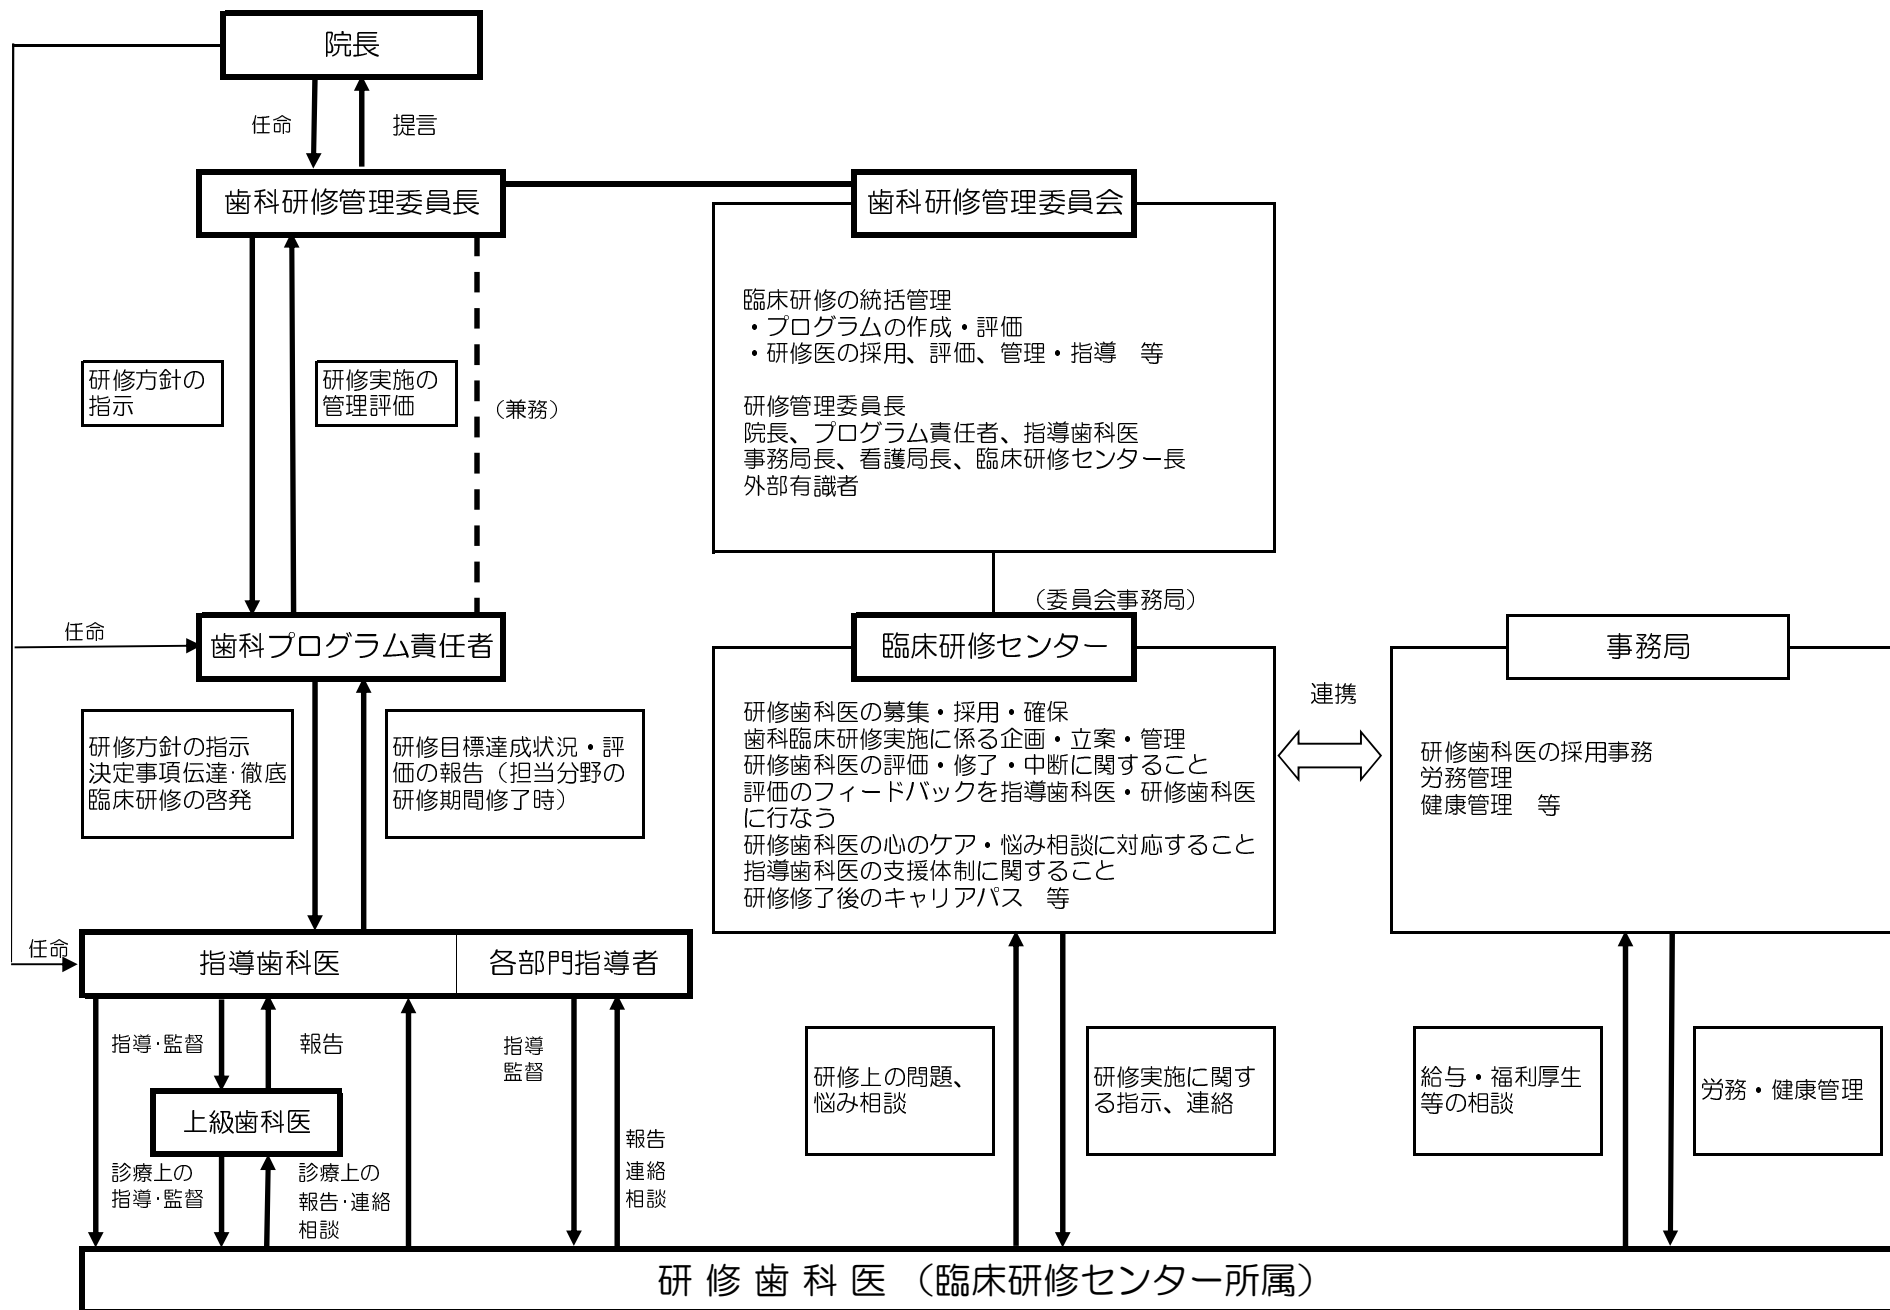 院長
任命
提言
歯科研修管理委員長
歯科研修管理委員会
臨床研修の統括管理
・プログラムの作成・評価
・研修医の採用、評価、管理・指導　等
研修管理委員長
院長、プログラム責任者、指導歯科医
事務局長、看護局長、臨床研修センター長
外部有識者
研修方針の
指示
研修実施の
管理評価
（兼務）
（委員会事務局）
任命
歯科プログラム責任者
臨床研修センター
事務局
研修方針の指示
決定事項伝達･徹底
臨床研修の啓発
研修目標達成状況・評
価の報告（担当分野の
研修期間修了時）
研修歯科医の募集・採用・確保
歯科臨床研修実施に係る企画・立案・管理
研修歯科医の評価・修了・中断に関すること
評価のフィードバックを指導歯科医・研修歯科医
に行なう
研修歯科医の心のケア・悩み相談に対応すること
指導歯科医の支援体制に関すること
研修修了後のキャリアパス　等
連携
研修歯科医の採用事務
労務管理
健康管理　等
任命
指導歯科医
各部門指導者
指導･監督
報告
指導
監督
上級歯科医
診療上の
指導･監督
診療上の
報告･連絡
相談
報告
連絡
相談
研修上の問題、
悩み相談
研修実施に関す
る指示、連絡
給与・福利厚生
等の相談
労務・健康管理
研 修 歯 科 医 （臨床研修センター所属）